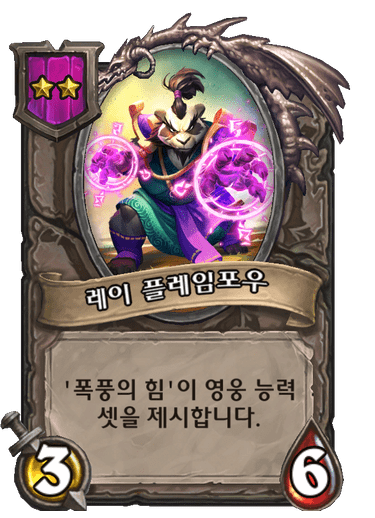 레이 플레임포우
'폭풍의 힘'이 영웅 능력
셋을 제시합니다.
3
6